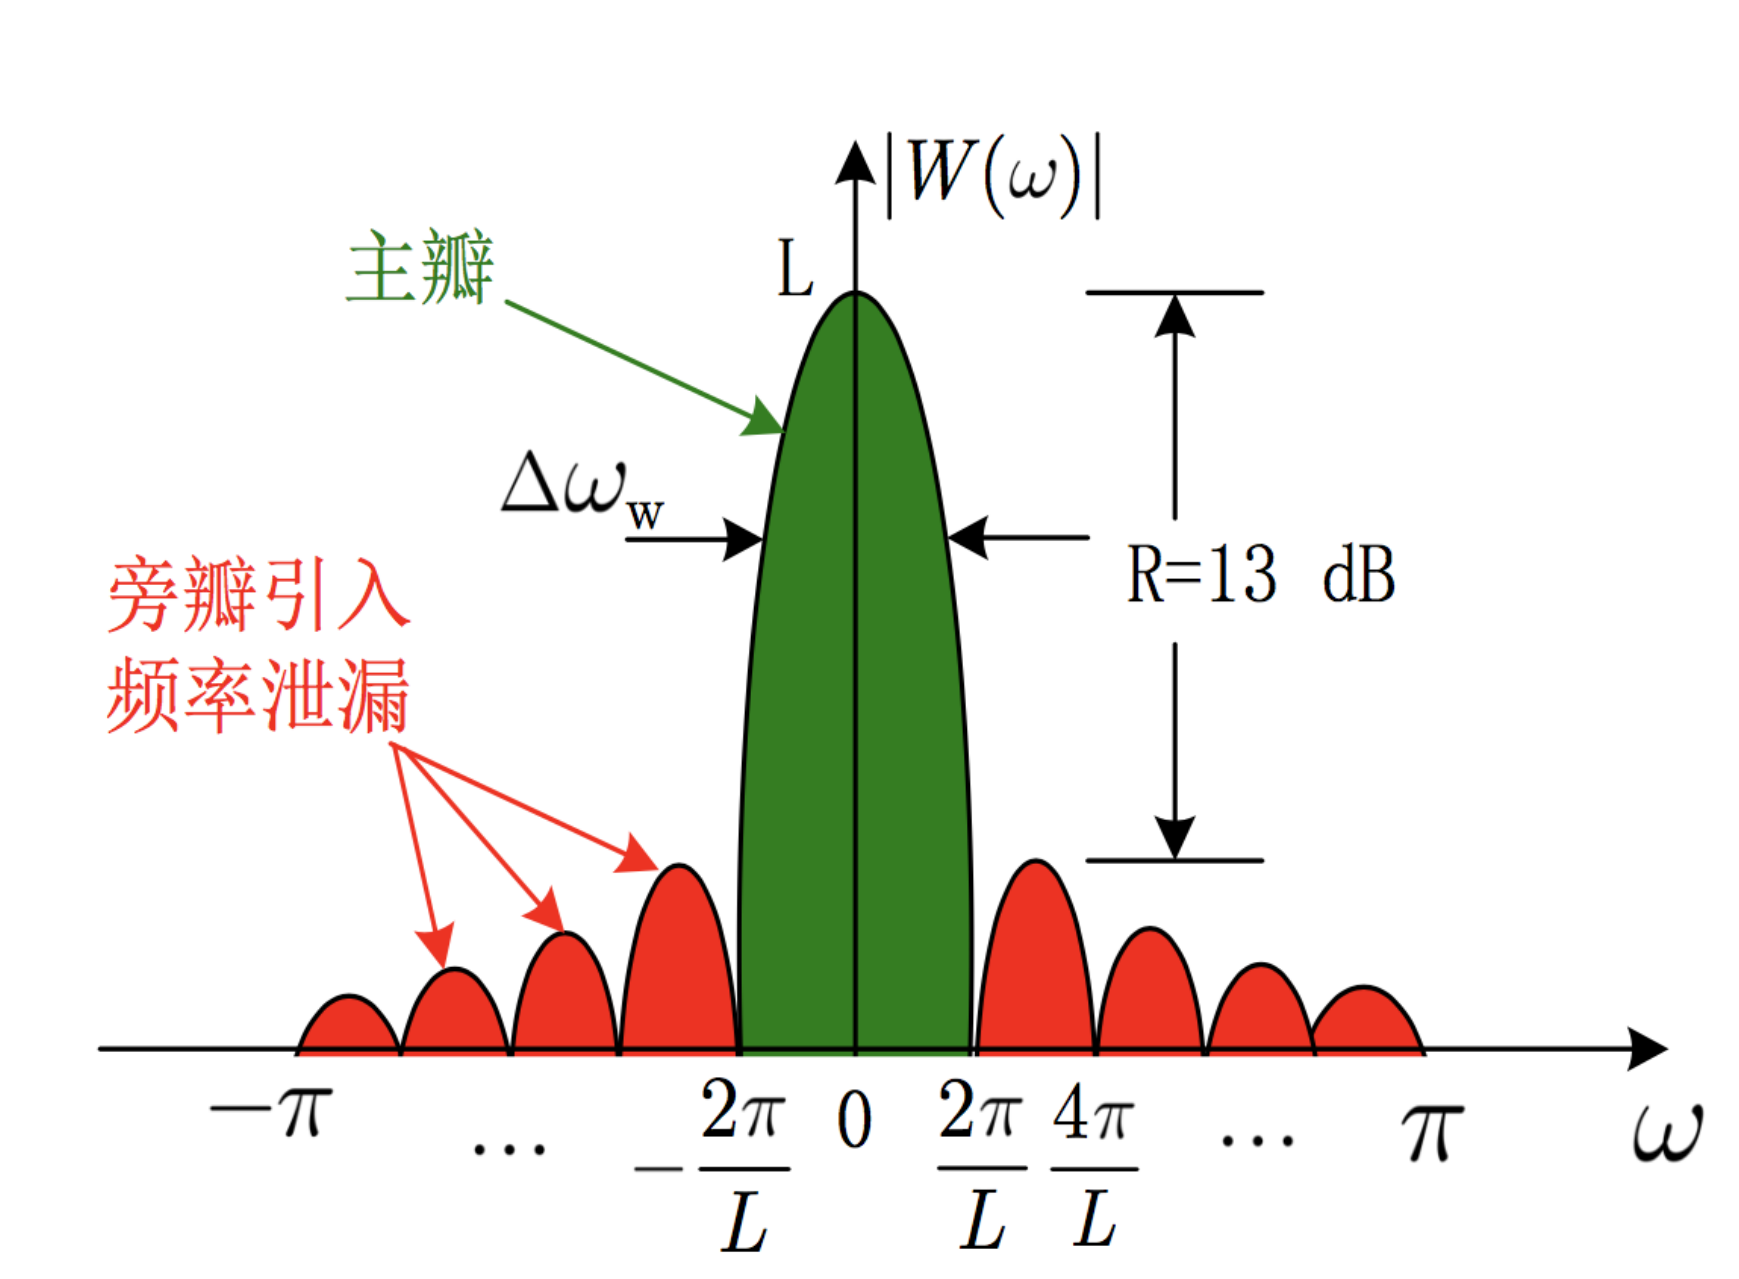 |W(ω)|
主瓣
L
Δω_w
R=13 dB
旁瓣引入
频率泄漏
−π … −2π/L 0 2π/L 4π/L … π ω